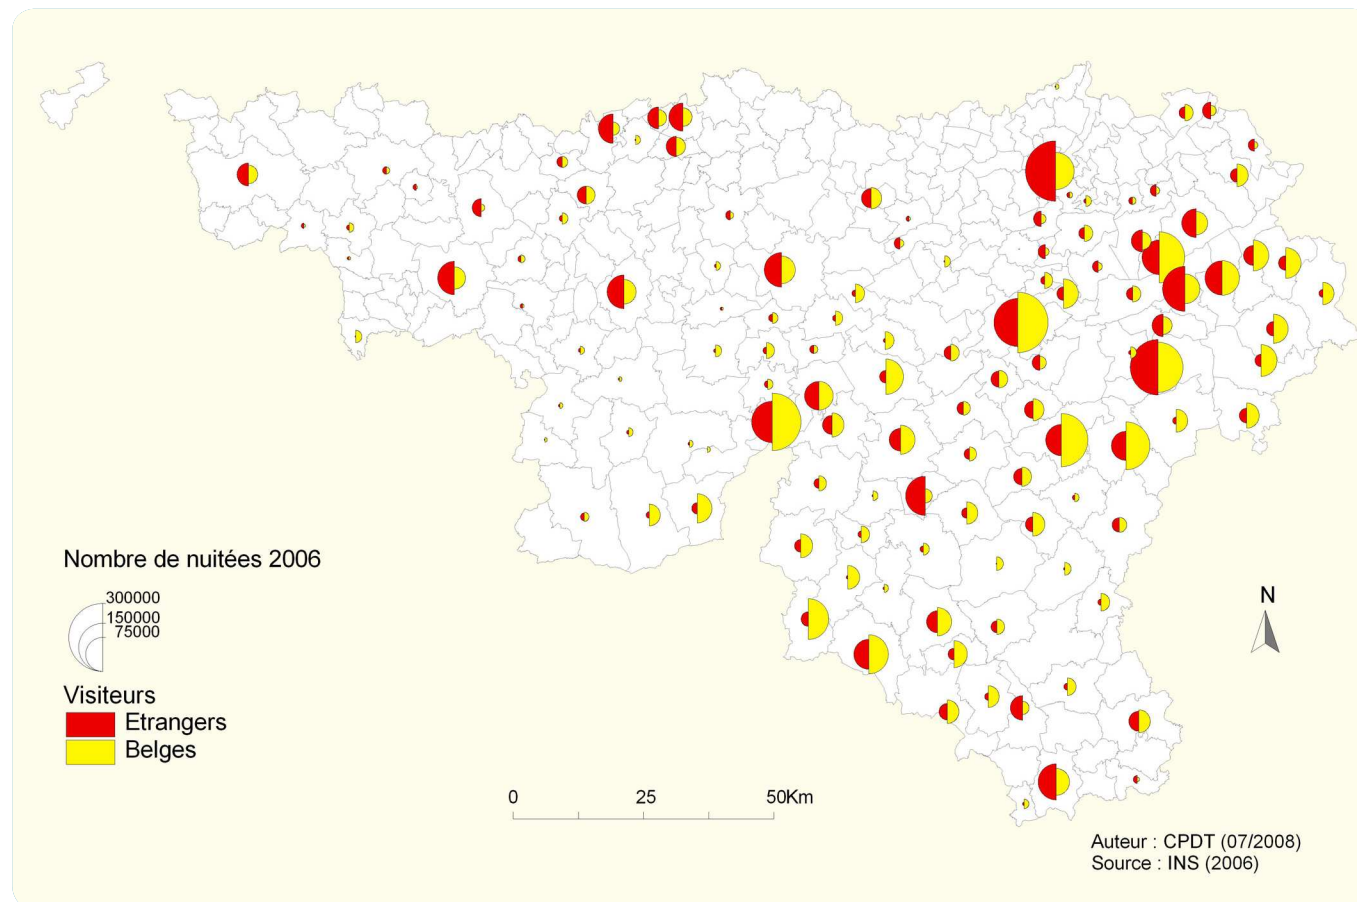 Nombre de nuitées 2006
300000
150000
75000
Visiteurs
Etrangers
Belges
0 25 50Km
N
Auteur : CPDT (07/2008)
Source : INS (2006)